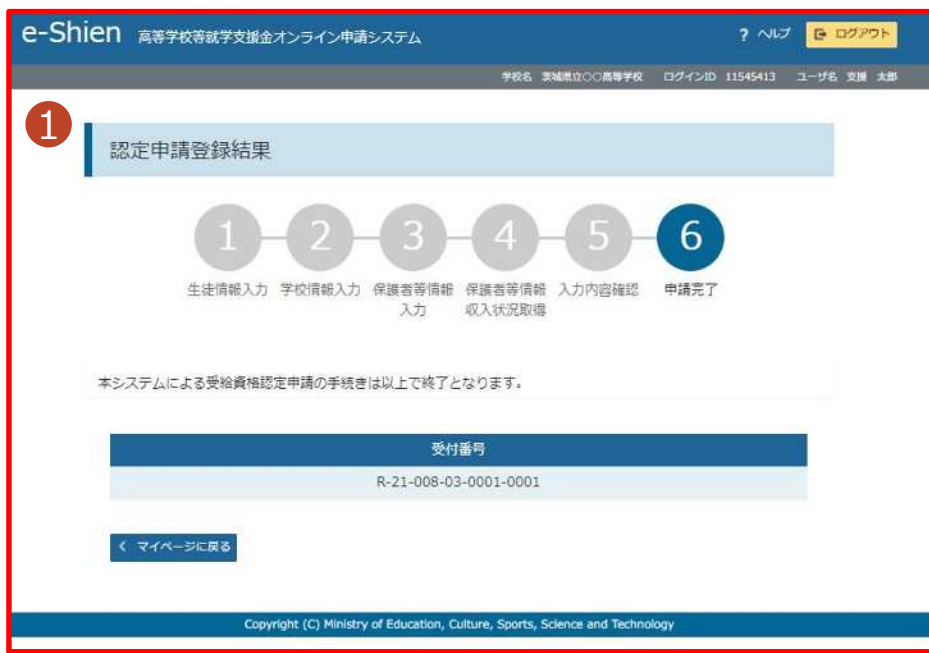 e-Shien 高等学校等就学支援金オンライン申請システム ? ヘルプ ログアウト
学校名 茨城県立○○高等学校 ログインID 11545413 ユーザ名 支援 太郎
1
認定申請登録結果
1 2 3 4 5 6
生徒情報入力 学校情報入力 保護者等情報 保護者等情報 入力内容確認 申請完了
入力 収入状況取得
本システムによる受給資格認定申請の手続きは以上で終了となります。
受付番号
R-21-008-03-0001-0001
マイページに戻る
Copyright (C) Ministry of Education, Culture, Sports, Science and Technology